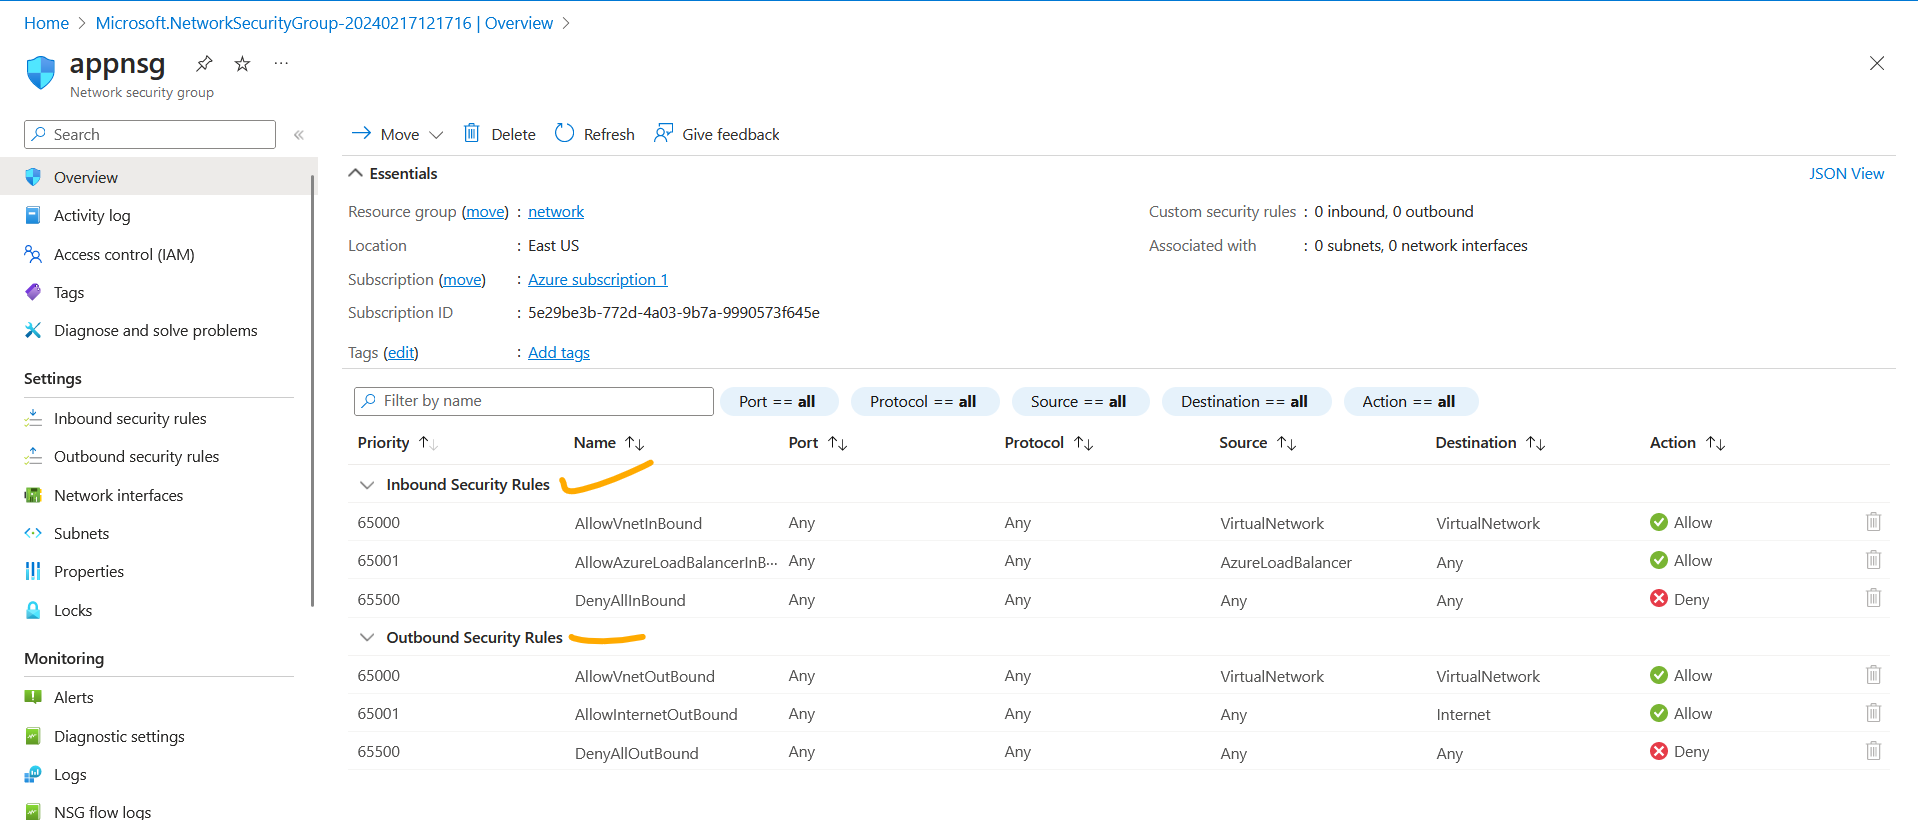 Home > Microsoft.NetworkSecurityGroup-20240217121716 | Overview >
appnsg ...
Network security group
Search «
Overview
Activity log
Access control (IAM)
Tags
Diagnose and solve problems
Settings
Inbound security rules
Outbound security rules
Network interfaces
Subnets
Properties
Locks
Monitoring
Alerts
Diagnostic settings
Logs
NSG flow logs
Move Delete Refresh Give feedback
Essentials JSON View
Resource group (move) : network
Location : East US
Subscription (move) : Azure subscription 1
Subscription ID : 5e29be3b-772d-4a03-9b7a-9990573f645e
Tags (edit) : Add tags
Custom security rules : 0 inbound, 0 outbound
Associated with : 0 subnets, 0 network interfaces
Filter by name Port == all Protocol == all Source == all Destination == all Action == all
Priority Name Port Protocol Source Destination Action
Inbound Security Rules
65000 AllowVnetInBound Any Any VirtualNetwork VirtualNetwork Allow
65001 AllowAzureLoadBalancerInB... Any Any AzureLoadBalancer Any Allow
65500 DenyAllInBound Any Any Any Any Deny
Outbound Security Rules
65000 AllowVnetOutBound Any Any VirtualNetwork VirtualNetwork Allow
65001 AllowInternetOutBound Any Any Any Internet Allow
65500 DenyAllOutBound Any Any Any Any Deny